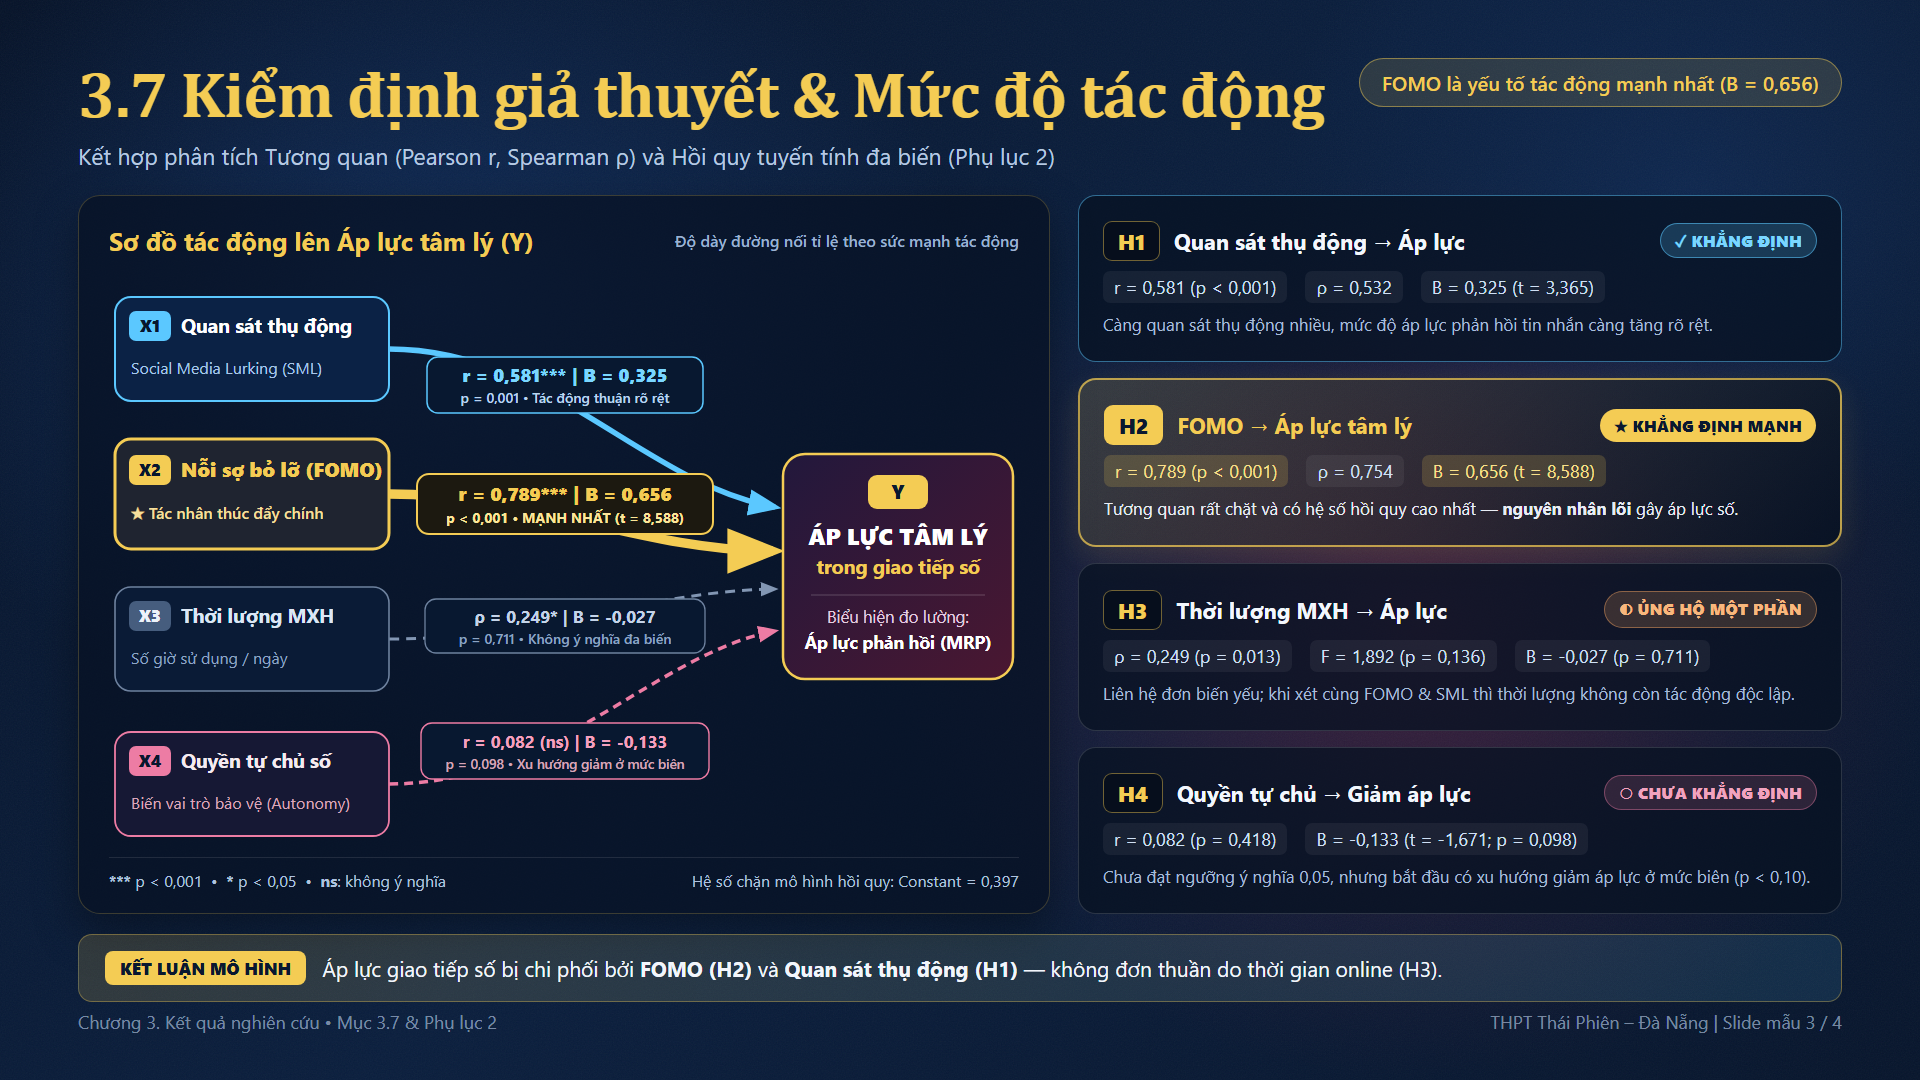 3.7 Kiểm định giả thuyết & Mức độ tác động
FOMO là yếu tố tác động mạnh nhất (B = 0,656)
Kết hợp phân tích Tương quan (Pearson r, Spearman ρ) và Hồi quy tuyến tính đa biến (Phụ lục 2)
Sơ đồ tác động lên Áp lực tâm lý (Y)
Độ dày đường nối tỉ lệ theo sức mạnh tác động
X1 Quan sát thụ động
Social Media Lurking (SML)
r = 0,581*** | B = 0,325
p = 0,001 • Tác động thuận rõ rệt
X2 Nỗi sợ bỏ lỡ (FOMO)
★ Tác nhân thúc đẩy chính
r = 0,789*** | B = 0,656
p < 0,001 • MẠNH NHẤT (t = 8,588)
X3 Thời lượng MXH
Số giờ sử dụng / ngày
ρ = 0,249* | B = -0,027
p = 0,711 • Không ý nghĩa đa biến
X4 Quyền tự chủ số
Biến vai trò bảo vệ (Autonomy)
r = 0,082 (ns) | B = -0,133
p = 0,098 • Xu hướng giảm ở mức biên
Y
ÁP LỰC TÂM LÝ
trong giao tiếp số
Biểu hiện đo lường:
Áp lực phản hồi (MRP)
*** p < 0,001 • * p < 0,05 • ns: không ý nghĩa
Hệ số chặn mô hình hồi quy: Constant = 0,397
H1 Quan sát thụ động → Áp lực
✓ KHẲNG ĐỊNH
r = 0,581 (p < 0,001) ρ = 0,532 B = 0,325 (t = 3,365)
Càng quan sát thụ động nhiều, mức độ áp lực phản hồi tin nhắn càng tăng rõ rệt.
H2 FOMO → Áp lực tâm lý
★ KHẲNG ĐỊNH MẠNH
r = 0,789 (p < 0,001) ρ = 0,754 B = 0,656 (t = 8,588)
Tương quan rất chặt và có hệ số hồi quy cao nhất — nguyên nhân lõi gây áp lực số.
H3 Thời lượng MXH → Áp lực
◐ ỦNG HỘ MỘT PHẦN
ρ = 0,249 (p = 0,013) F = 1,892 (p = 0,136) B = -0,027 (p = 0,711)
Liên hệ đơn biến yếu; khi xét cùng FOMO & SML thì thời lượng không còn tác động độc lập.
H4 Quyền tự chủ → Giảm áp lực
○ CHƯA KHẲNG ĐỊNH
r = 0,082 (p = 0,418) B = -0,133 (t = -1,671; p = 0,098)
Chưa đạt ngưỡng ý nghĩa 0,05, nhưng bắt đầu có xu hướng giảm áp lực ở mức biên (p < 0,10).
KẾT LUẬN MÔ HÌNH Áp lực giao tiếp số bị chi phối bởi FOMO (H2) và Quan sát thụ động (H1) — không đơn thuần do thời gian online (H3).
Chương 3. Kết quả nghiên cứu • Mục 3.7 & Phụ lục 2
THPT Thái Phiên – Đà Nẵng | Slide mẫu 3 / 4